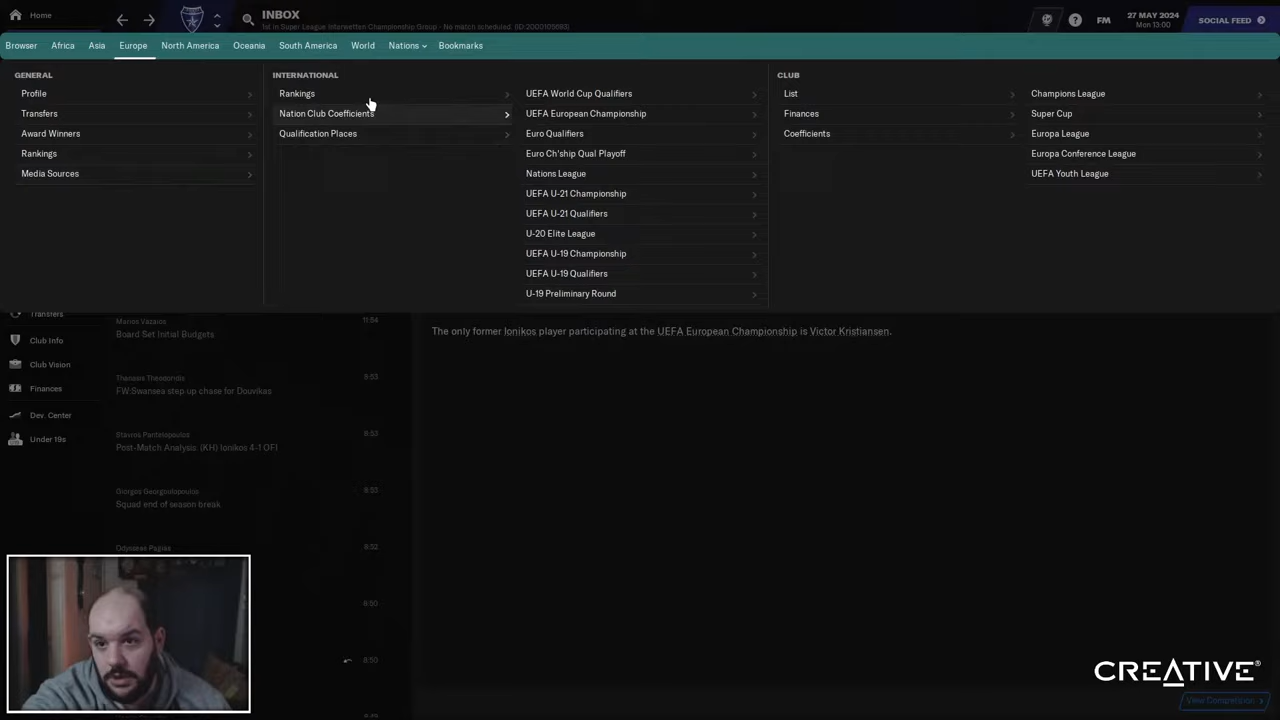 Home
INBOX
1st in Super League Interwetten Championship Group - No match scheduled. (ID:2000105693)
FM
27 MAY 2024
Mon 13:00
SOCIAL FEED
Browser
Africa
Asia
Europe
North America
Oceania
South America
World
Nations
Bookmarks
GENERAL
Profile
Transfers
Award Winners
Rankings
Media Sources
INTERNATIONAL
Rankings
Nation Club Coefficients
Qualification Places
UEFA World Cup Qualifiers
UEFA European Championship
Euro Qualifiers
Euro Ch'ship Qual Playoff
Nations League
UEFA U-21 Championship
UEFA U-21 Qualifiers
U-20 Elite League
UEFA U-19 Championship
UEFA U-19 Qualifiers
U-19 Preliminary Round
CLUB
List
Finances
Coefficients
Champions League
Super Cup
Europa League
Europa Conference League
UEFA Youth League
Transfers
Club Info
Club Vision
Finances
Dev. Center
Under 19s
Marios Vazaios
11:54
Board Set Initial Budgets
Thanasis Theodoridis
8:53
FW:Swansea step up chase for Douvikas
Stavros Pantelopoulos
8:53
Post-Match Analysis: (KH) Ionikos 4-1 OFI
Giorgos Georgoulopoulos
8:53
Squad end of season break
Odysseas Pagias
8:52
8:50
8:50
The only former Ionikos player participating at the UEFA European Championship is Victor Kristiansen.
CREATIVE®
View Competition